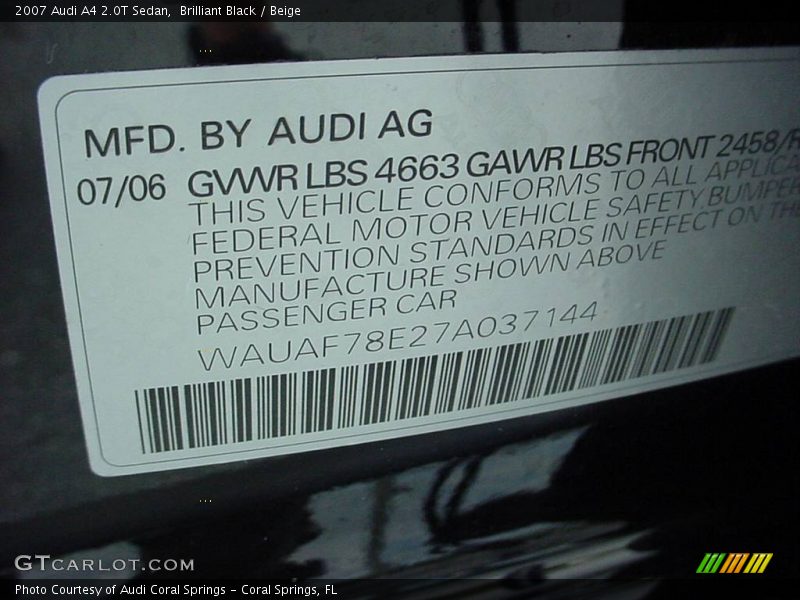 2007 Audi A4 2.0T Sedan,  Brilliant Black / Beige
MFD. BY AUDI AG
07/06 GVWR LBS 4663 GAWR LBS FRONT 2458/R
THIS VEHICLE CONFORMS TO ALL APPLICA
FEDERAL MOTOR VEHICLE SAFETY BUMPER
PREVENTION STANDARDS IN EFFECT ON THE
MANUFACTURE SHOWN ABOVE
PASSENGER CAR
WAUAF78E27A037144
GTCARLOT.COM
Photo Courtesy of Audi Coral Springs – Coral Springs, FL